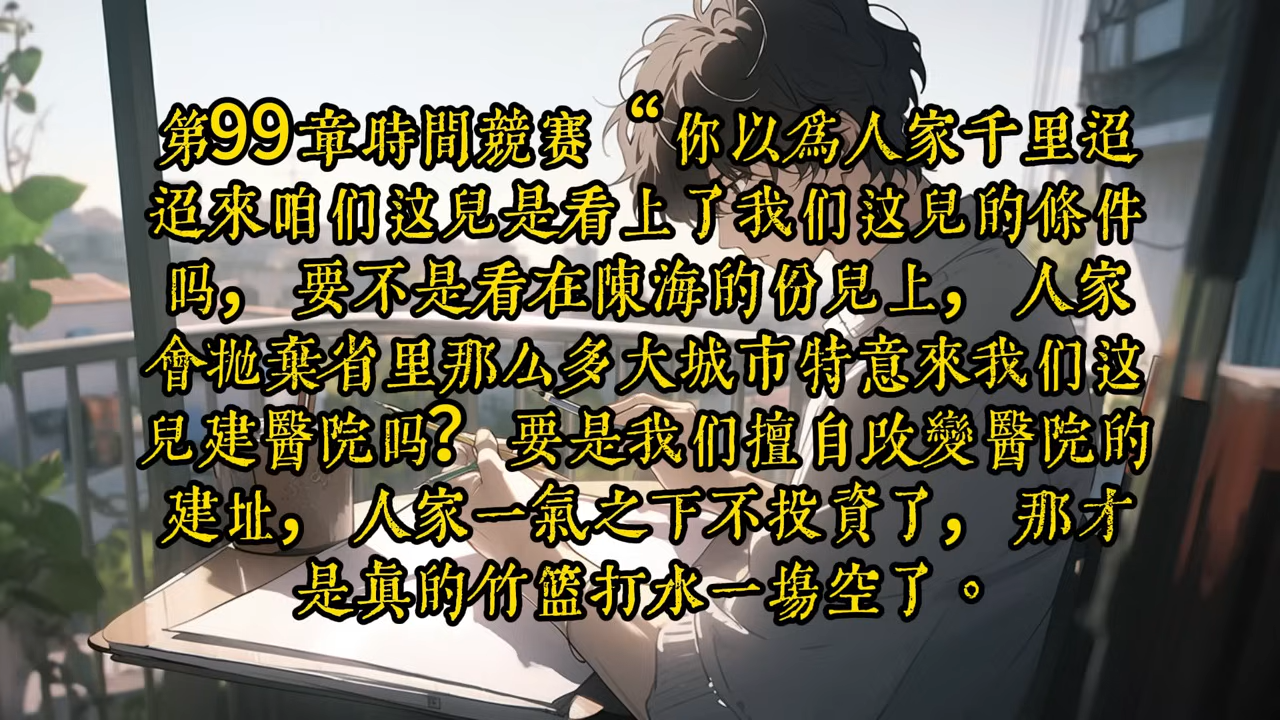 第99章時間競賽 “你以爲人家千里迢
迢來咱们这兒是看上了我们这兒的條件
吗， 要不是看在陳海的份兒上， 人家
會抛棄省里那么多大城市特意來我们这
兒建醫院吗？ 要是我们擅自改變醫院的
建址， 人家一氣之下不投資了， 那才
是眞的竹籃打水一場空了。